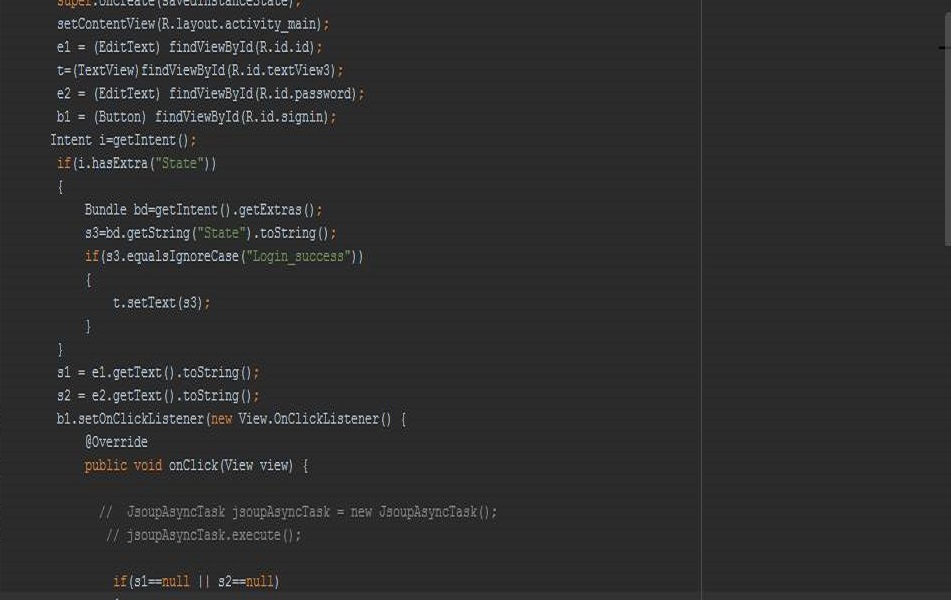 super.onCreate(savedInstanceState);
setContentView(R.layout.activity_main);
e1 = (EditText) findViewById(R.id.id);
t=(TextView)findViewById(R.id.textView3);
e2 = (EditText) findViewById(R.id.password);
b1 = (Button) findViewById(R.id.signin);
Intent i=getIntent();
if(i.hasExtra("State"))
{
Bundle bd=getIntent().getExtras();
s3=bd.getString("State").toString();
if(s3.equalsIgnoreCase("Login_success"))
{
t.setText(s3);
}
}
s1 = e1.getText().toString();
s2 = e2.getText().toString();
b1.setOnClickListener(new View.OnClickListener() {
@Override
public void onClick(View view) {
//  JsoupAsyncTask jsoupAsyncTask = new JsoupAsyncTask();
// jsoupAsyncTask.execute();
if(s1==null || s2==null)